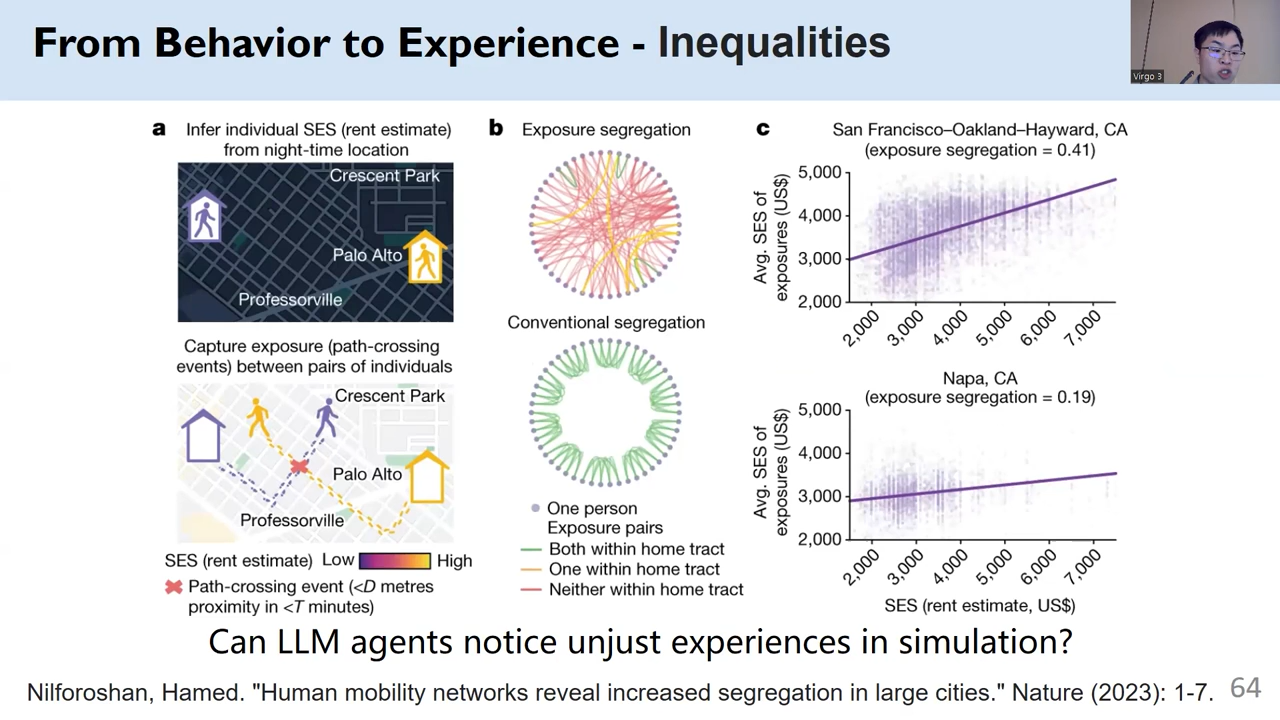 From Behavior to Experience - Inequalities
Virgo 3
a
Infer individual SES (rent estimate)
from night-time location
Crescent Park
Palo Alto
Professorville
Capture exposure (path-crossing
events) between pairs of individuals
Crescent Park
Palo Alto
Professorville
SES (rent estimate) Low High
Path-crossing event (<D metres
proximity in <T minutes)
b
Exposure segregation
Conventional segregation
One person
Exposure pairs
Both within home tract
One within home tract
Neither within home tract
c
San Francisco–Oakland–Hayward, CA
(exposure segregation = 0.41)
Avg. SES of
exposures (US$)
5,000
4,000
3,000
2,000
2,000 3,000 4,000 5,000 6,000 7,000
Napa, CA
(exposure segregation = 0.19)
Avg. SES of
exposures (US$)
5,000
4,000
3,000
2,000
2,000 3,000 4,000 5,000 6,000 7,000
SES (rent estimate, US$)
Can LLM agents notice unjust experiences in simulation?
Nilforoshan, Hamed. "Human mobility networks reveal increased segregation in large cities." Nature (2023): 1-7.
64